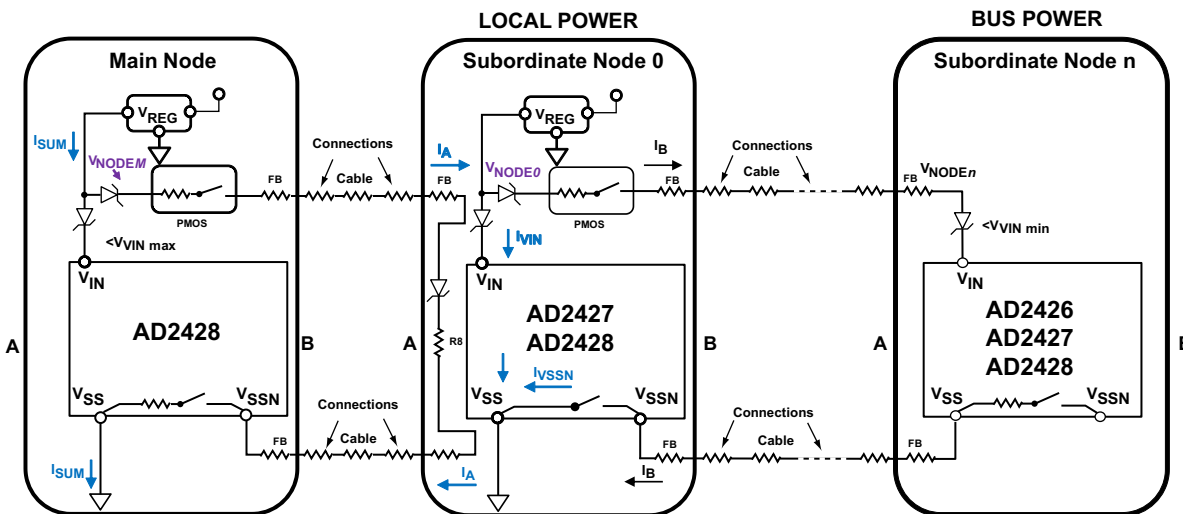 LOCAL POWER
BUS POWER
Main Node
Subordinate Node 0
Subordinate Node n
VREG
ISUM
VNODEM
PMOS
FB
Connections
Cable
FB
<VVIN max
VIN
AD2428
A
B
VSS
VSSN
ISUM
FB
Connections
Cable
IA
VREG
VNODE0
PMOS
IVIN
VIN
AD2427
AD2428
R8
A
B
IVSSN
VSS
VSSN
IA
IB
FB
Connections
Cable
FB
VNODEn
<VVIN min
VIN
AD2426
AD2427
AD2428
A
VSS
VSSN
IB
FB
Connections
Cable
FB